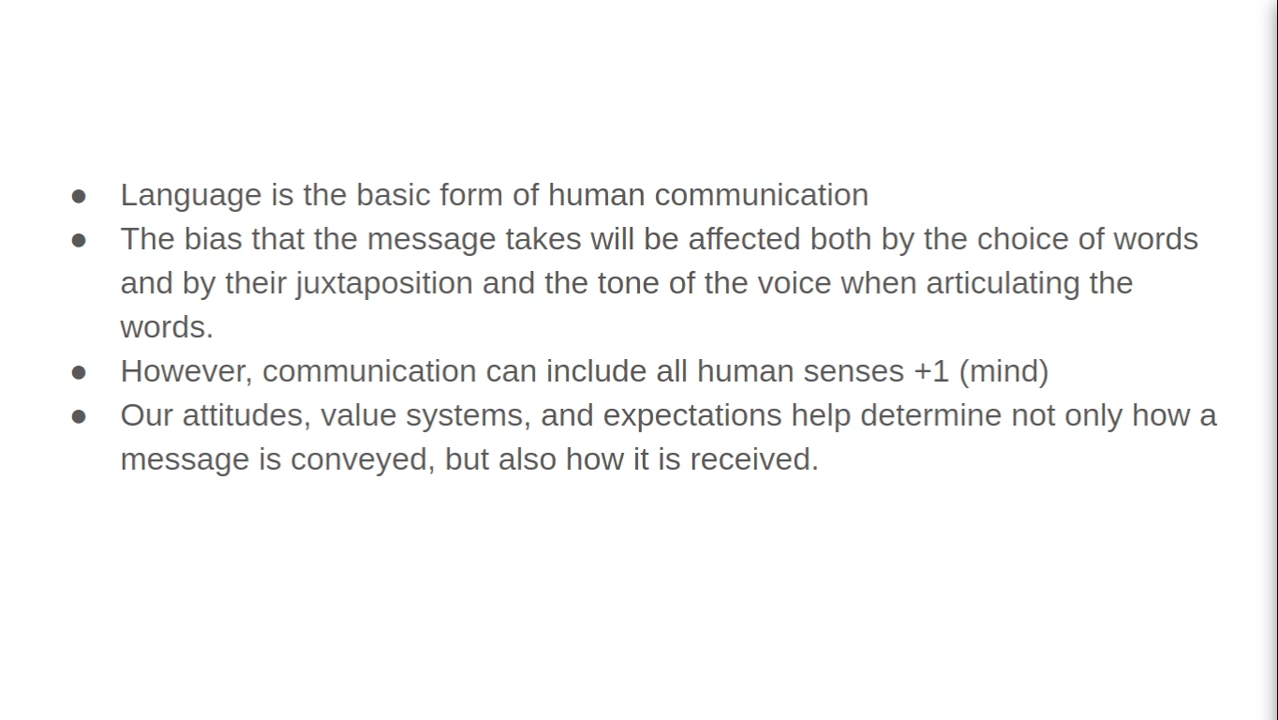 ● Language is the basic form of human communication
● The bias that the message takes will be affected both by the choice of words
and by their juxtaposition and the tone of the voice when articulating the
words.
● However, communication can include all human senses +1 (mind)
● Our attitudes, value systems, and expectations help determine not only how a
message is conveyed, but also how it is received.